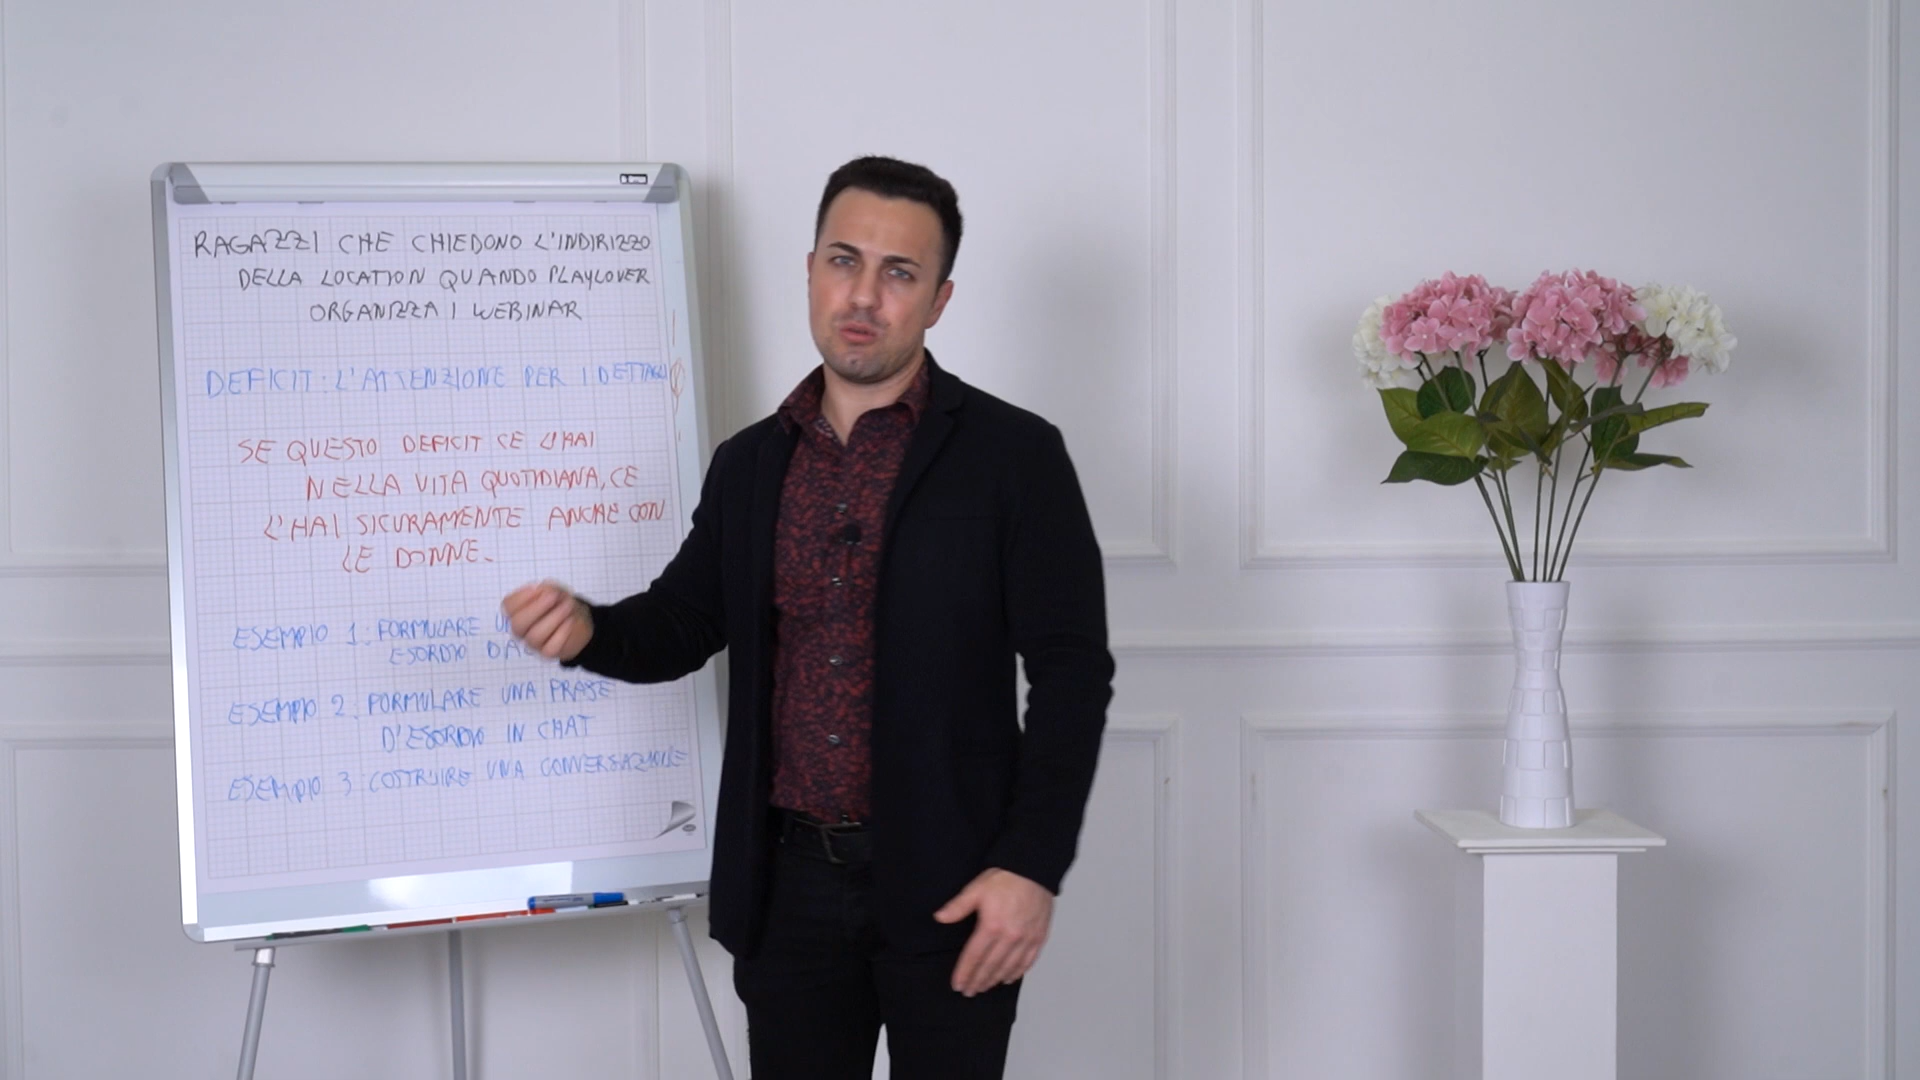 RAGAZZI CHE CHIEDONO L'INDIRIZZO
DELLA LOCATION QUANDO PLAYLOVER
ORGANIZZA I WEBINAR
DEFICIT: L'ATTENZIONE PER I DETTAGLI
SE QUESTO DEFICIT CE L'HAI
NELLA VITA QUOTIDIANA, CE
L'HAI SICURAMENTE ANCHE CON
LE DONNE.
ESEMPIO 1: FORMULARE
ESORDIO
ESEMPIO 2. FORMULARE UNA FRASE
D'ESORDIO IN CHAT
ESEMPIO 3 COSTRUIRE UNA CONVERSAZIONE